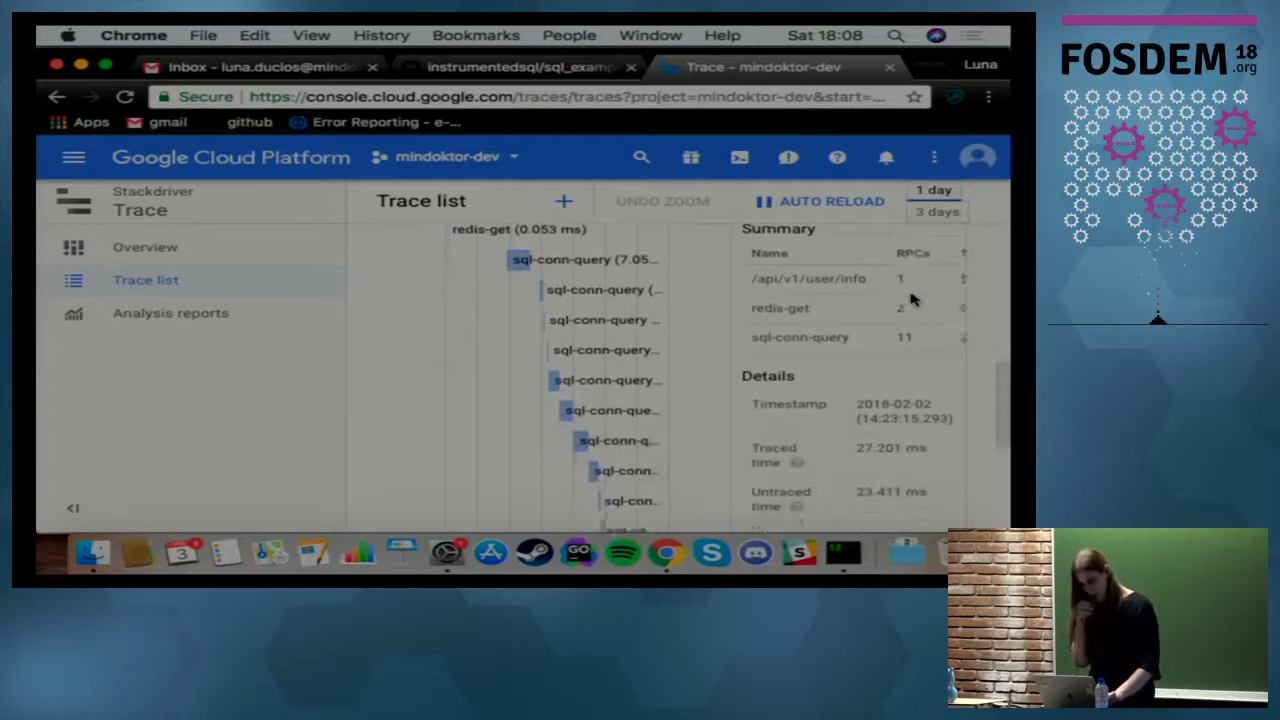 Chrome File Edit View History Bookmarks People Window Help Sat 18:08
Inbox - luna.duclos@mindo
instrumentedsql/sql_examp
Trace - mindoktor-dev
Luna
Secure https://console.cloud.google.com/traces/traces?project=mindoktor-dev&start=...
Apps gmail github Error Reporting - e-...
Google Cloud Platform mindoktor-dev
Stackdriver
Trace
Overview
Trace list
Analysis reports
Trace list
UNDO ZOOM
AUTO RELOAD
1 day
3 days
redis-get (0.053 ms)
sql-conn-query (7.05...
sql-conn-query (...
sql-conn-query ...
sql-conn-query...
sql-conn-query...
sql-conn-que...
sql-conn-q...
sql-conn...
sql-con...
Summary
Name RPCs
/api/v1/user/info 1
redis-get 2
sql-conn-query 11
Details
Timestamp 2018-02-02
(14:23:15.293)
Traced time 27.201 ms
Untraced time 23.411 ms
3
GO
FOSDEM 18
.org